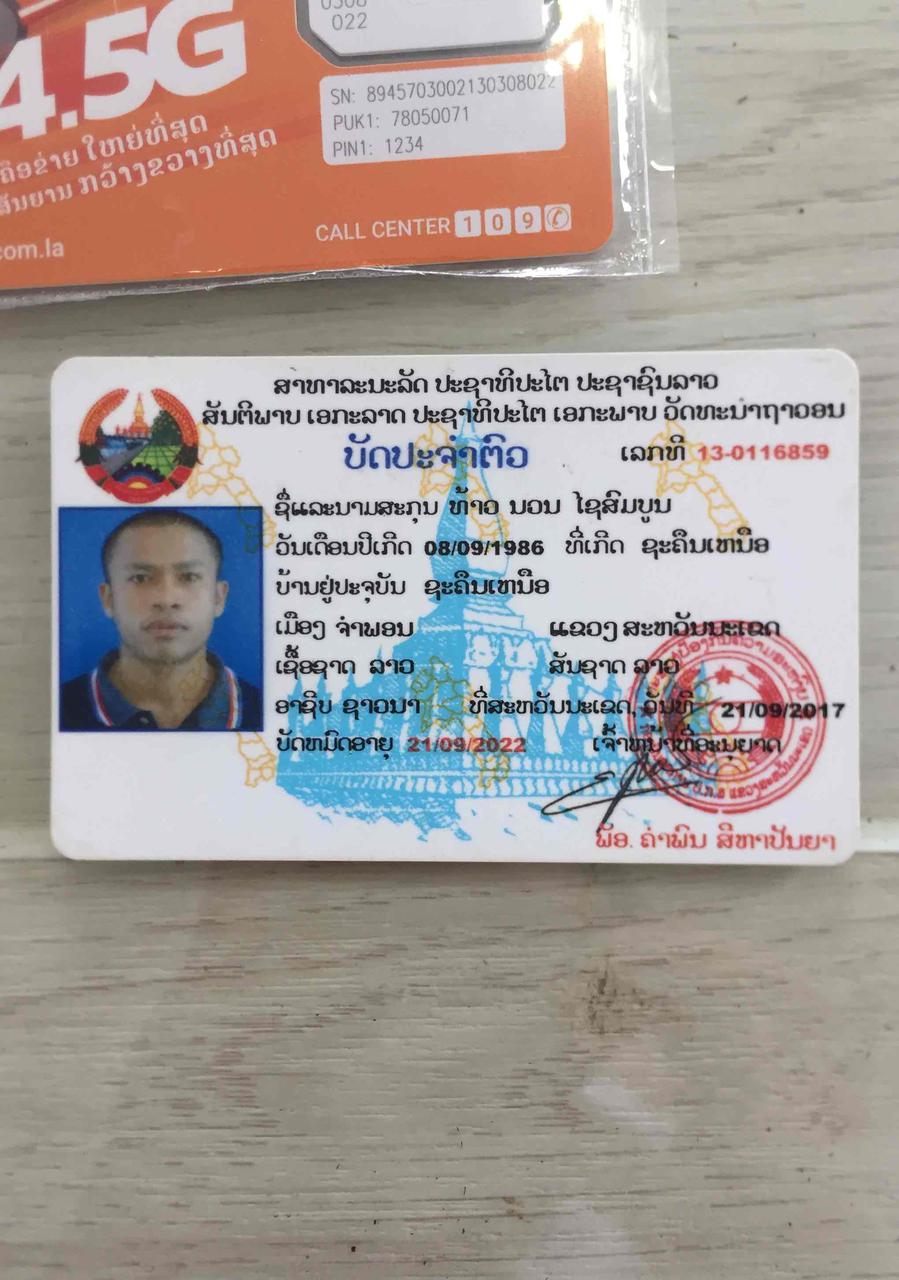 0308
022
4.5G
SN: 8945703002130308022
PUK1: 78050071
PIN1: 1234
ຄືອຂ່າຍ ໃຫຍ່ທີ່ສຸດ
ສັນຍານ ກວ້າງຂວາງທີ່ສຸດ
CALL CENTER 109
com.la
ສາທາລະນະລັດ ປະຊາທິປະໄຕ ປະຊາຊົນລາວ
ສັນຕິພາບ ເອກະລາດ ປະຊາທິປະໄຕ ເອກະພາບ ວັດທະນາຖາວອນ
ບັດປະຈຳຕົວ ເລກທີ 13-0116859
ຊື່ແລະນາມສະກຸນ ທ້າວ ນວນ ໄຊສົມບູນ
ວັນເດືອນປີເກີດ 08/09/1986 ທີ່ເກີດ ຊະຄືນເຫນືອ
ບ້ານຢູ່ປະຈຸບັນ ຊະຄືນເຫນືອ
ເມືອງ ຈຳພອນ ແຂວງ ສະຫວັນນະເຂດ
ເຊື້ອຊາດ ລາວ ສັນຊາດ ລາວ
ອາຊີບ ຊາວນາ ທີ່ສະຫວັນນະເຂດ, ວັນທີ 21/09/2017
ບັດຫມົດອາຍຸ 21/09/2022 ເຈົ້າຫນ້າທີ່ອະນຸຍາດ
ພັອ. ຄຳພົນ ສີຫາປັນຍາ